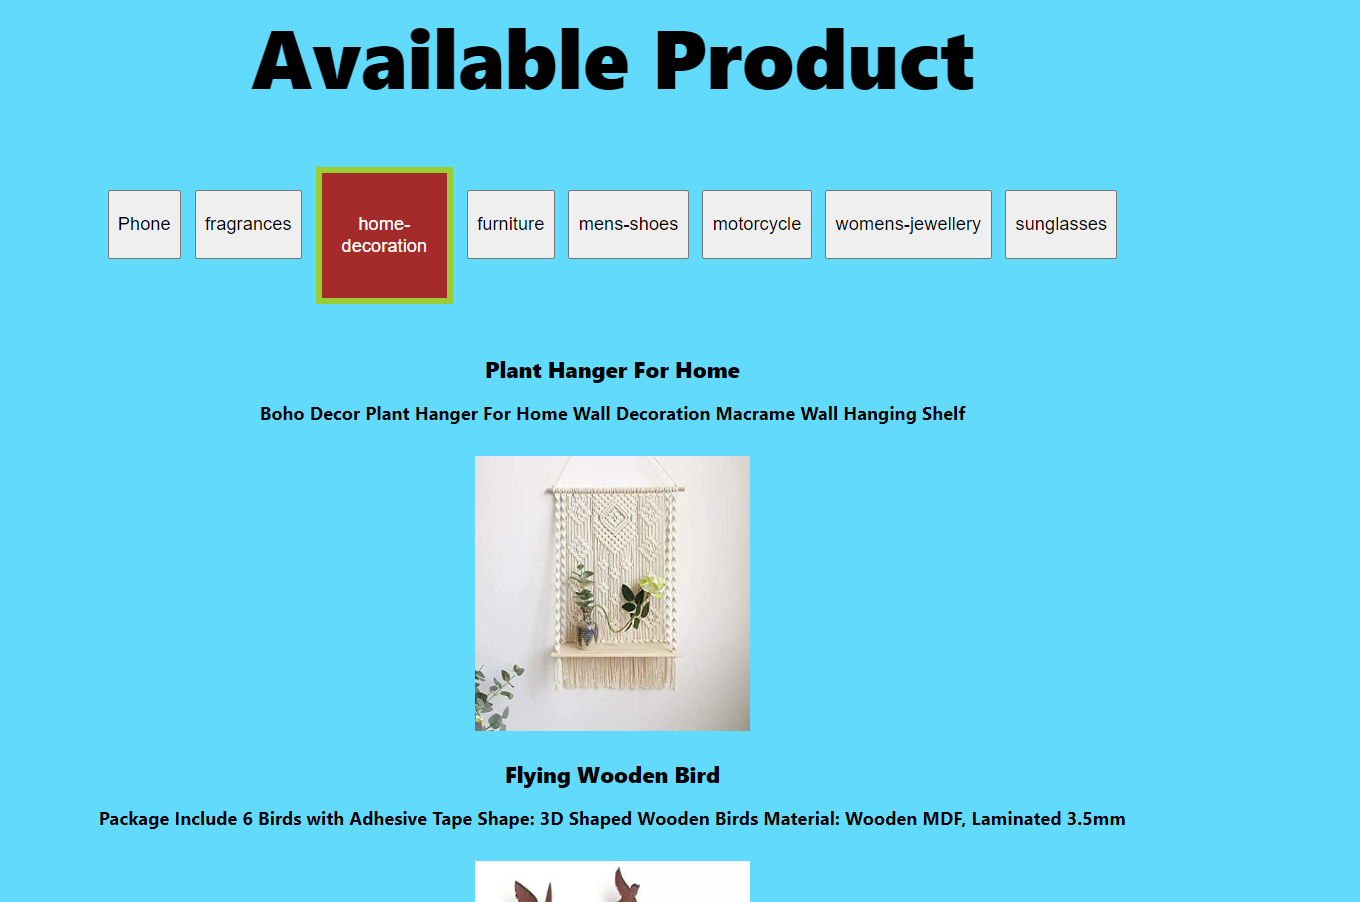 Available Product
Phone
fragrances
home-
decoration
furniture
mens-shoes
motorcycle
womens-jewellery
sunglasses
Plant Hanger For Home
Boho Decor Plant Hanger For Home Wall Decoration Macrame Wall Hanging Shelf
Flying Wooden Bird
Package Include 6 Birds with Adhesive Tape Shape: 3D Shaped Wooden Birds Material: Wooden MDF, Laminated 3.5mm